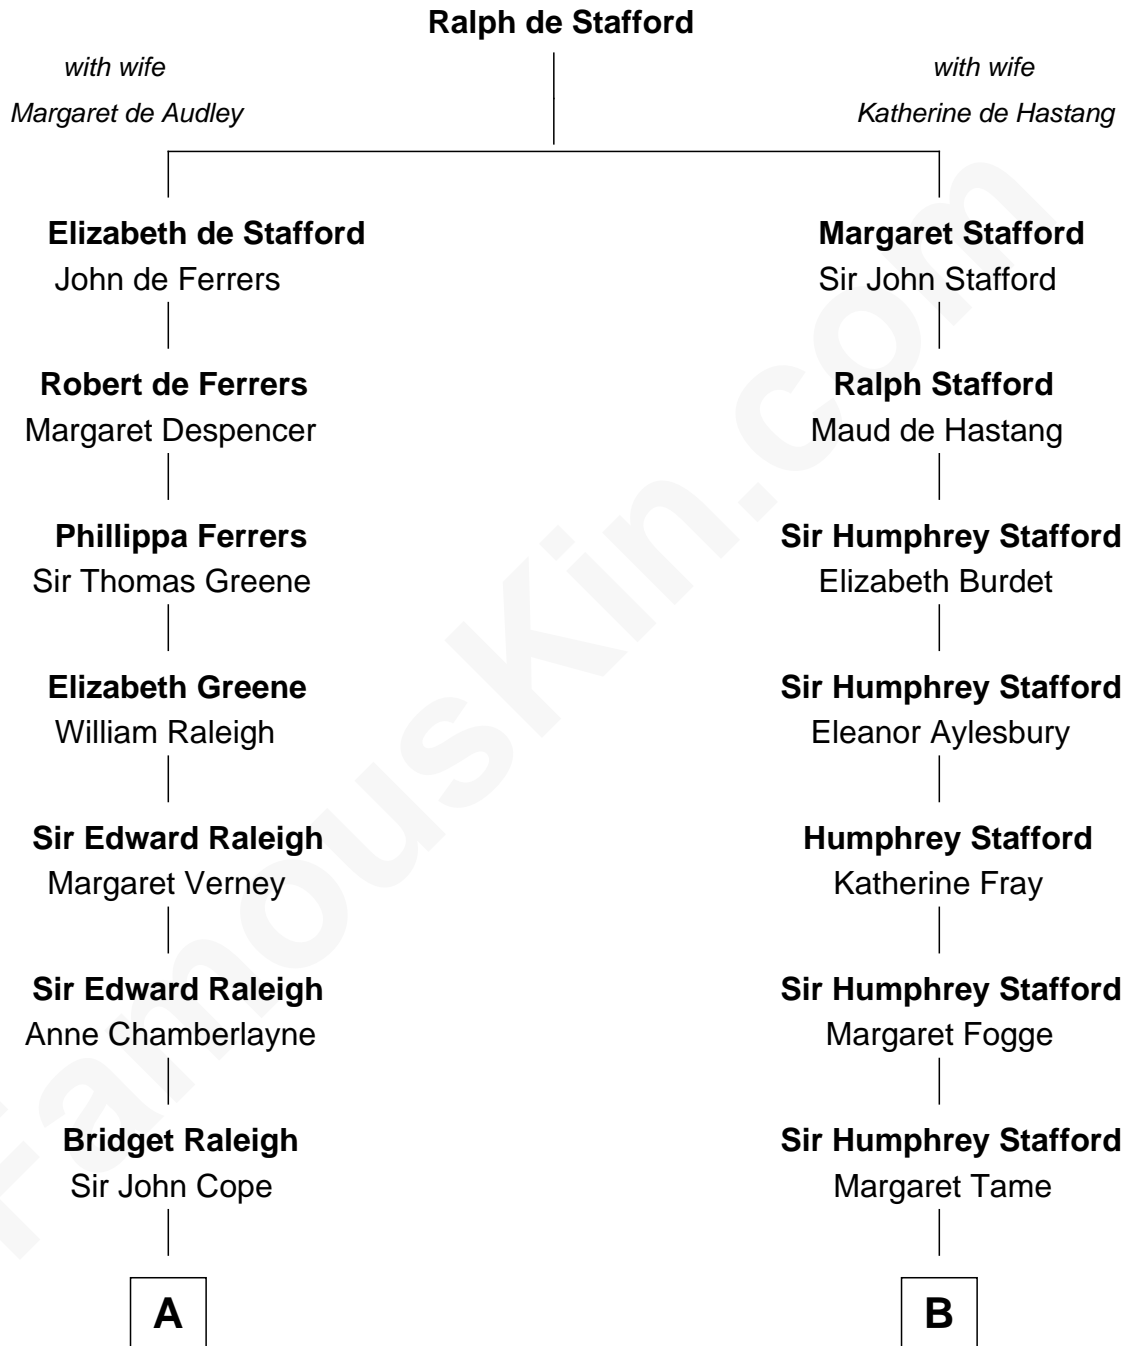 Ralph de Stafford
with wife
Margaret de Audley
with wife
Katherine de Hastang
Elizabeth de Stafford
John de Ferrers
Margaret Stafford
Sir John Stafford
Robert de Ferrers
Margaret Despencer
Ralph Stafford
Maud de Hastang
Phillippa Ferrers
Sir Thomas Greene
Sir Humphrey Stafford
Elizabeth Burdet
Elizabeth Greene
William Raleigh
Sir Humphrey Stafford
Eleanor Aylesbury
Sir Edward Raleigh
Margaret Verney
Humphrey Stafford
Katherine Fray
Sir Edward Raleigh
Anne Chamberlayne
Sir Humphrey Stafford
Margaret Fogge
Bridget Raleigh
Sir John Cope
Sir Humphrey Stafford
Margaret Tame
A
B
FamousKin.com